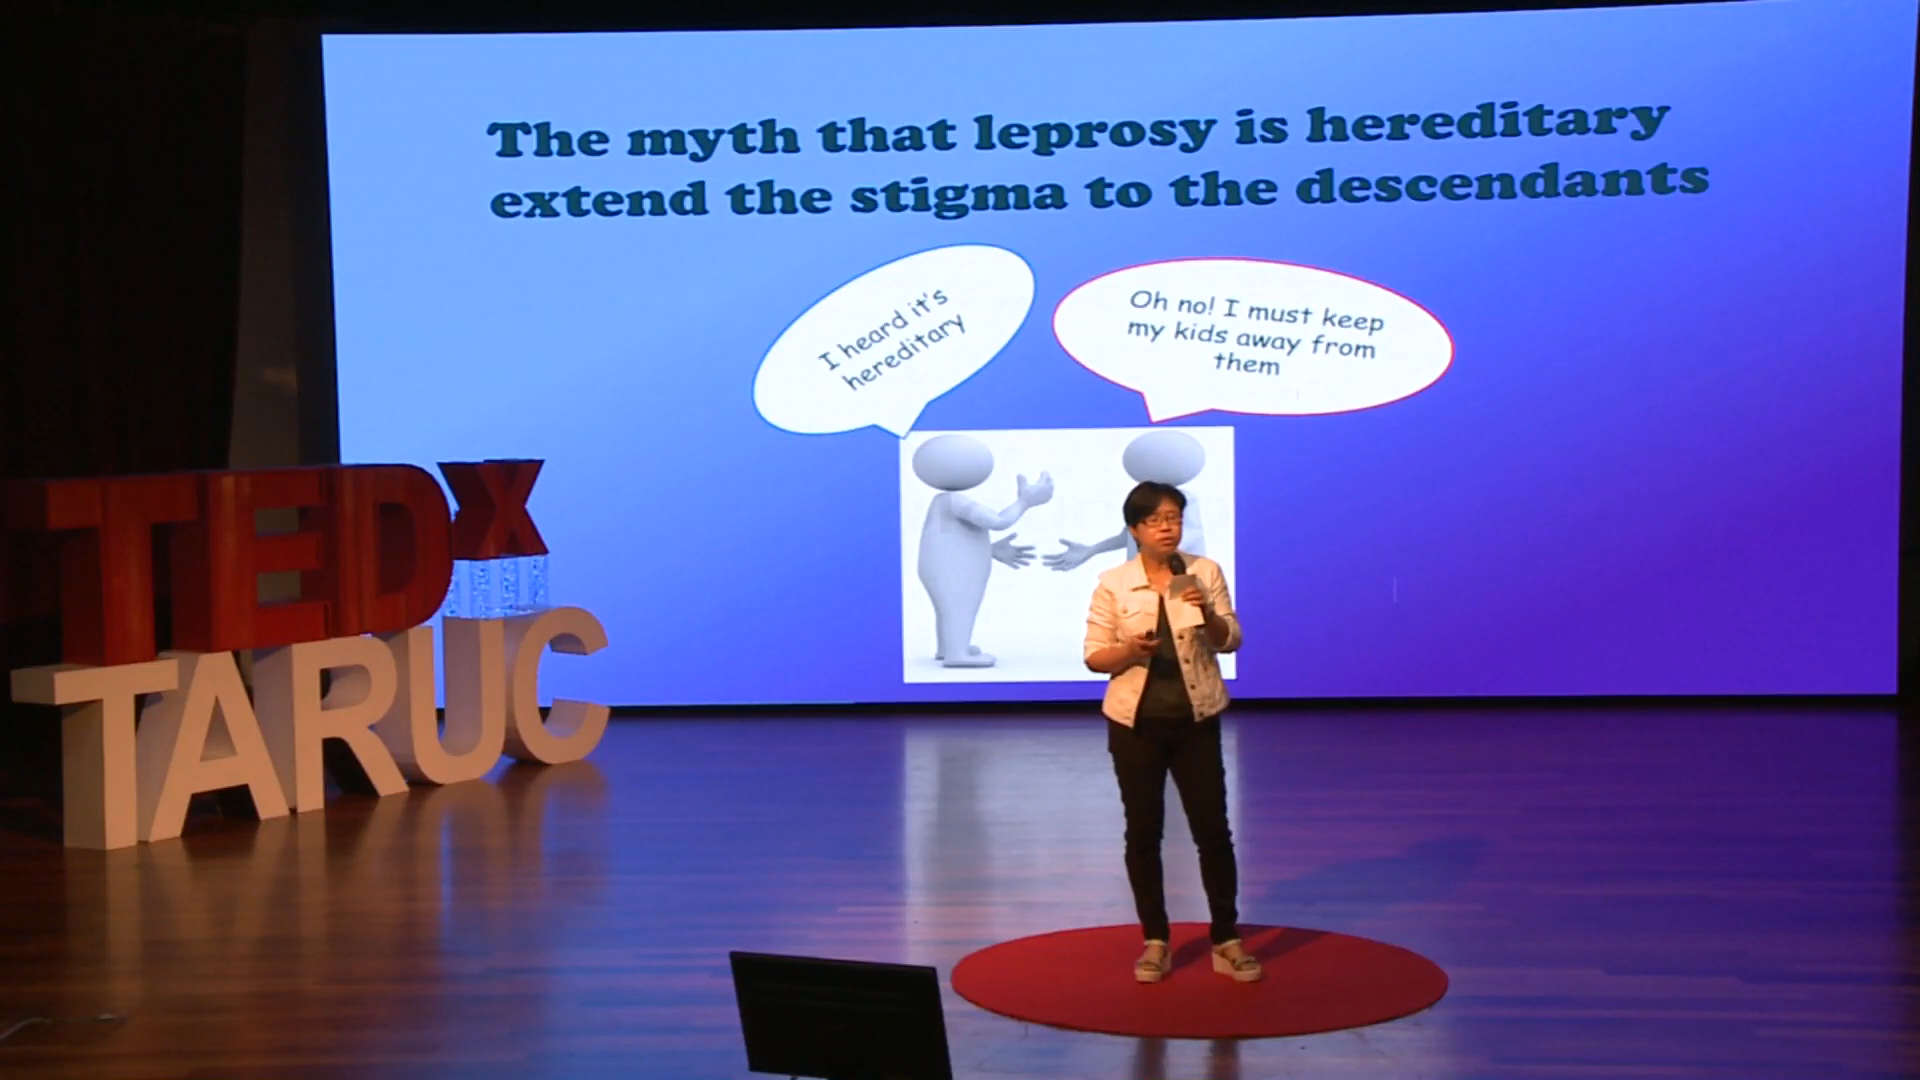 The myth that leprosy is hereditary
extend the stigma to the descendants
I heard it's
hereditary
Oh no! I must keep
my kids away from
them
TEDx
TARUC